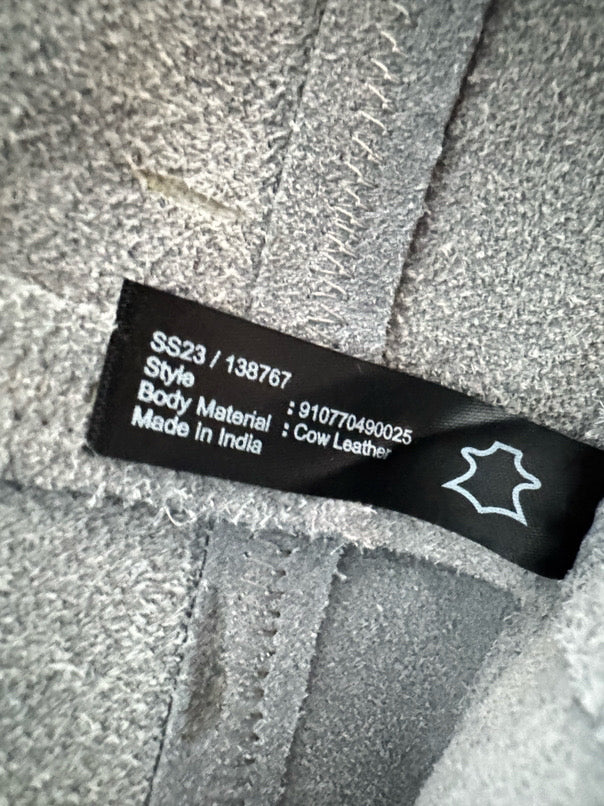 SS23 / 138767
Style : 910770490025
Body Material : Cow Leather
Made in India